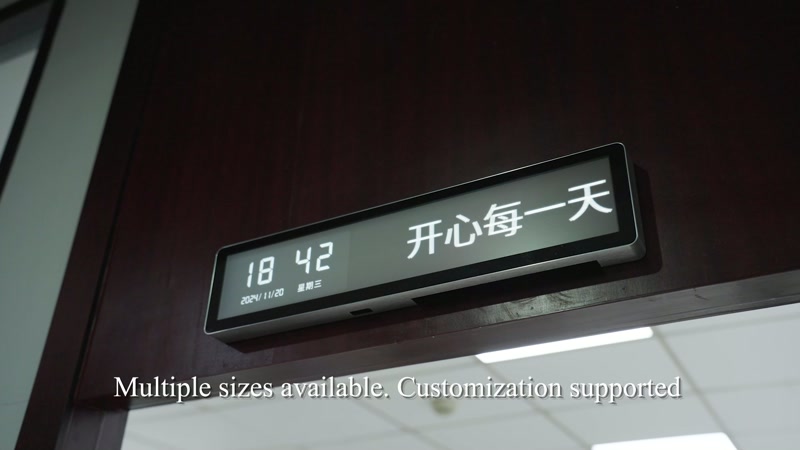 18 42
2024/11/20 星期三
开心每一天
Multiple sizes available. Customization supported